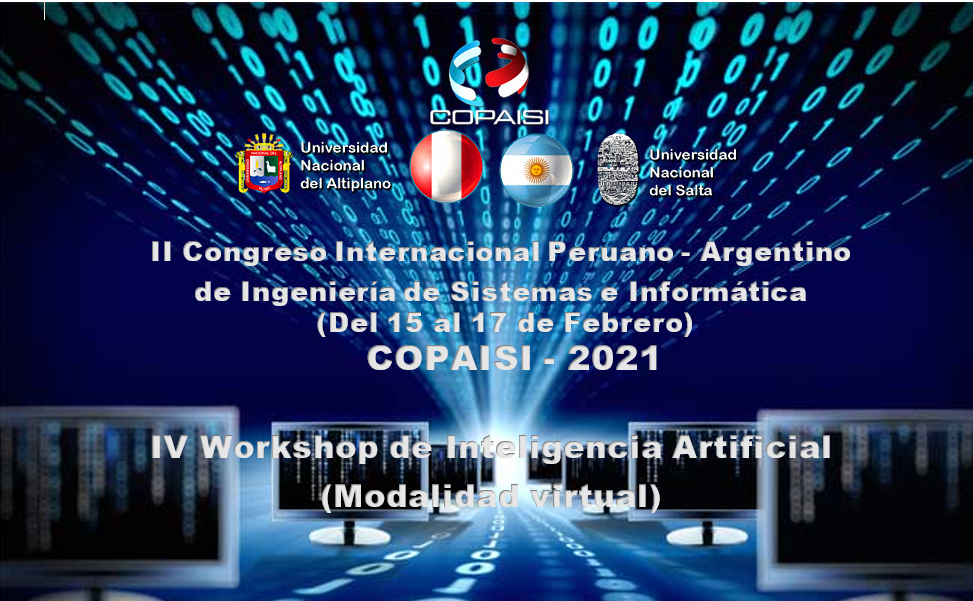 COPAISI
Universidad
Nacional
del Altiplano
Universidad
Nacional
del Salta
II Congreso Internacional Peruano - Argentino
de Ingeniería de Sistemas e Informática
(Del 15 al 17 de Febrero)
COPAISI - 2021
IV Workshop de Inteligencia Artificial
(Modalidad virtual)